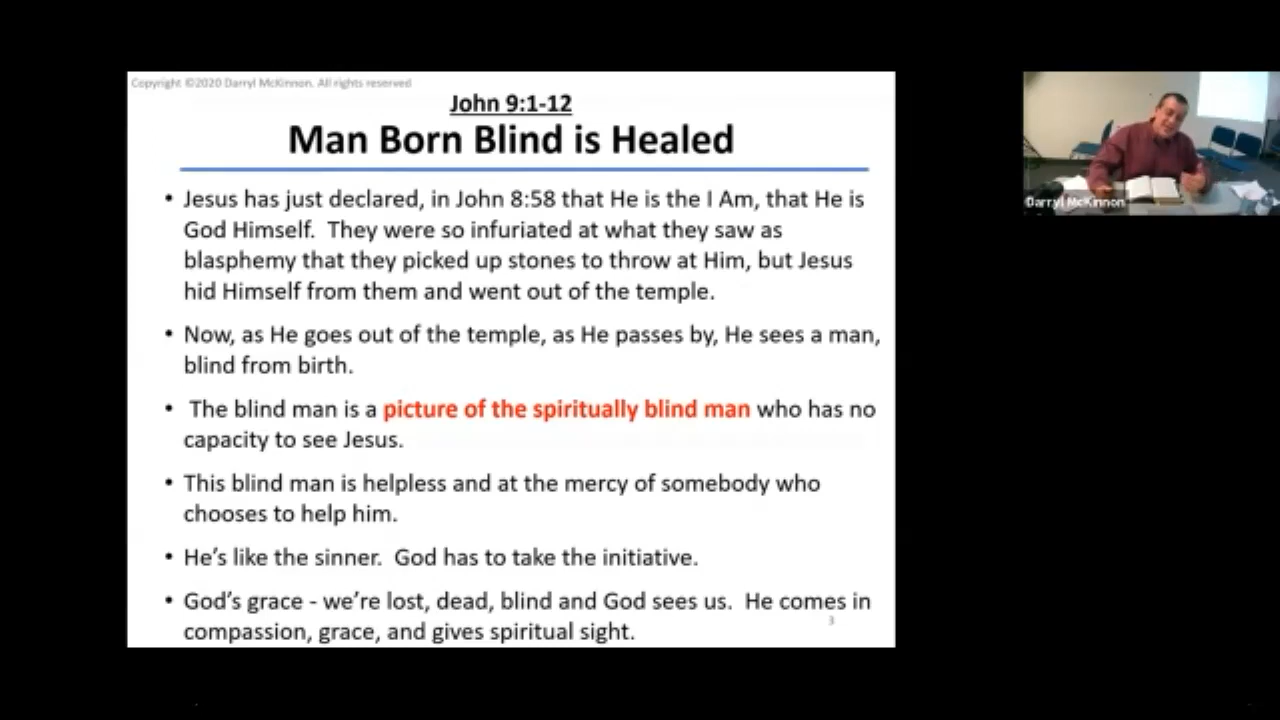 Copyright ©2020 Darryl McKinnon. All rights reserved
John 9:1-12
Man Born Blind is Healed
• Jesus has just declared, in John 8:58 that He is the I Am, that He is
God Himself.  They were so infuriated at what they saw as
blasphemy that they picked up stones to throw at Him, but Jesus
hid Himself from them and went out of the temple.
• Now, as He goes out of the temple, as He passes by, He sees a man,
blind from birth.
• The blind man is a picture of the spiritually blind man who has no
capacity to see Jesus.
• This blind man is helpless and at the mercy of somebody who
chooses to help him.
• He’s like the sinner.  God has to take the initiative.
• God’s grace - we’re lost, dead, blind and God sees us.  He comes in
compassion, grace, and gives spiritual sight.
3
Darryl McKinnon